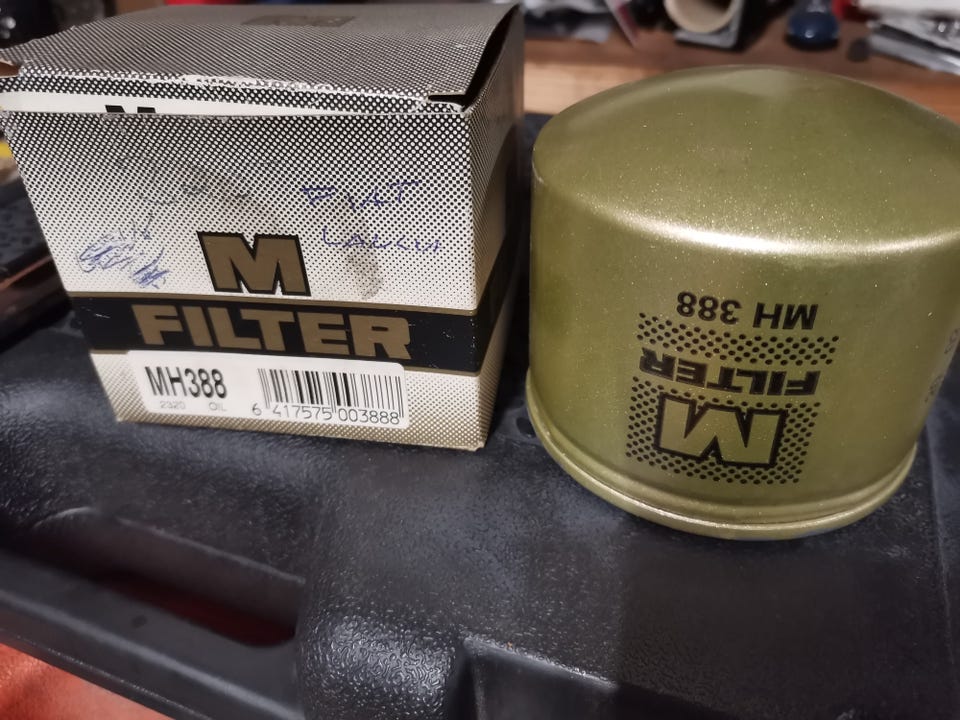 FIAT
M
FILTER
MH388
2320 OIL
6 417575 003888
MH 388
FILTER
M